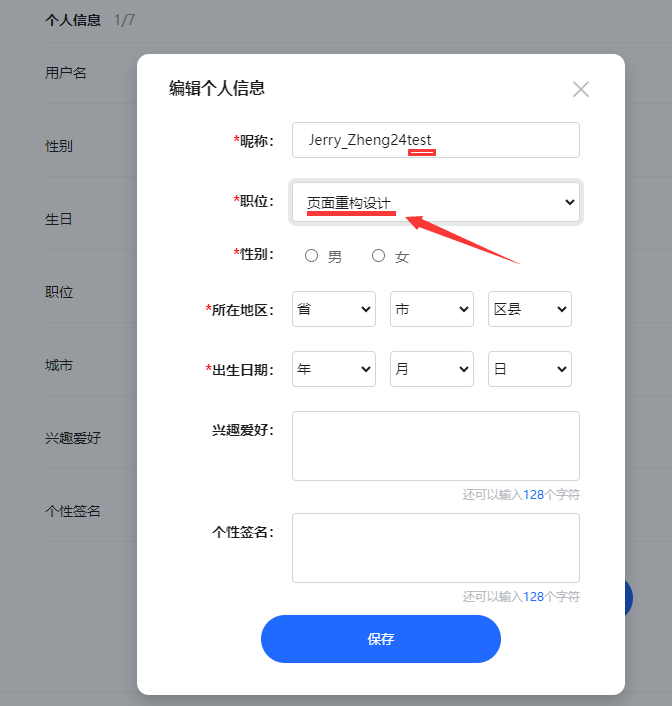 个人信息 1/7
用户名
性别
生日
职位
城市
兴趣爱好
个性签名
编辑个人信息
*昵称： Jerry_Zheng24test
*职位： 页面重构设计
*性别： 男 女
*所在地区： 省 市 区县
*出生日期： 年 月 日
兴趣爱好：
还可以输入128个字符
个性签名：
还可以输入128个字符
保存